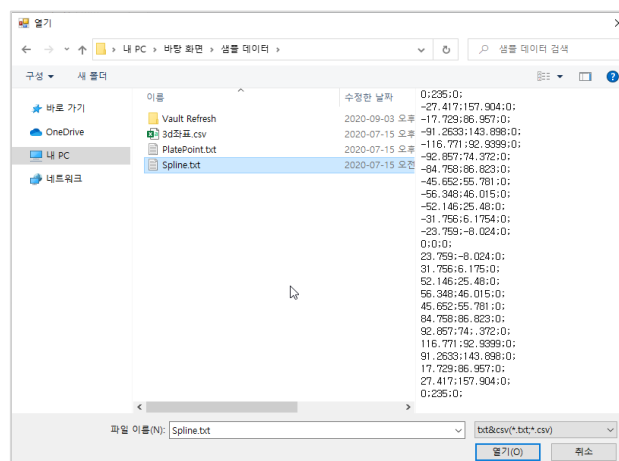 열기
내 PC > 바탕 화면 > 샘플 데이터 >
샘플 데이터 검색
구성 새 폴더
바로 가기
OneDrive
내 PC
네트워크
이름 수정한 날짜
Vault Refresh 2020-09-03 오후
3d좌표.csv 2020-07-15 오후
PlatePoint.txt 2020-07-15 오후
Spline.txt 2020-07-15 오전
0;235;0;
-27.417;157.904;0;
-17.729;86.957;0;
-91.2633;143.898;0;
-116.771;92.9399;0;
-92.857;74.372;0;
-84.758;86.823;0;
-45.652;55.781;0;
-56.348;46.015;0;
-52.146;25.48;0;
-31.756;6.1754;0;
-23.759;-8.024;0;
0;0;0;
23.759;-8.024;0;
31.756;6.175;0;
52.146;25.48;0;
56.348;46.015;0;
45.652;55.781;0;
84.758;86.823;0;
92.857;74;.372;0;
116.771;92.9399;0;
91.2633;143.898;0;
17.729;86.957;0;
27.417;157.904;0;
0;235;0;
파일 이름(N): Spline.txt
txt&csv(*.txt;*.csv)
열기(O) 취소